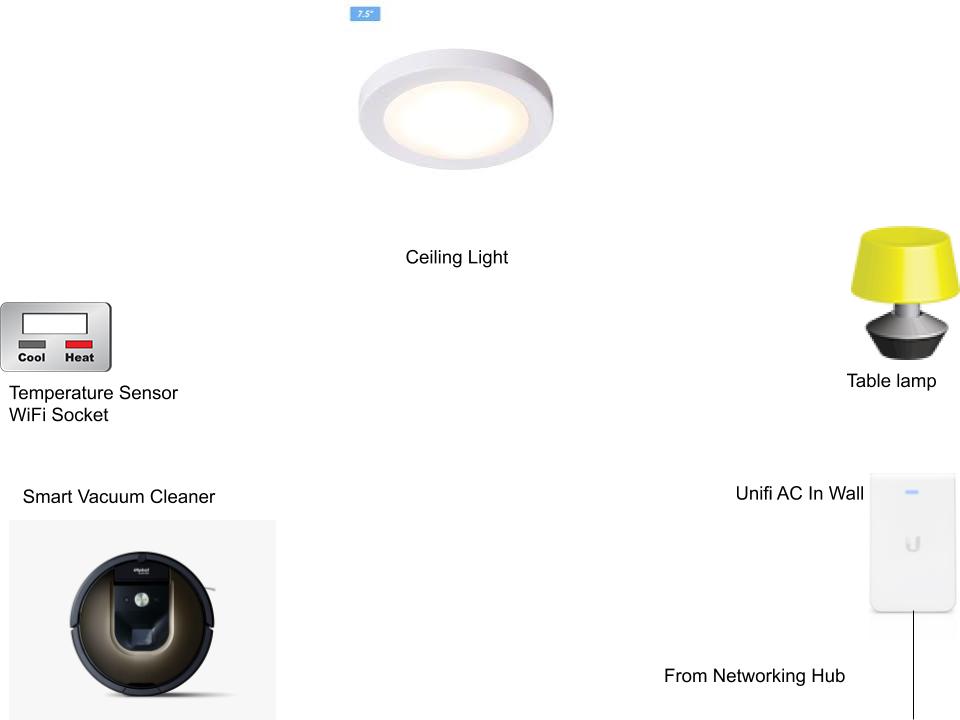 7.5"
Ceiling Light
Cool Heat
Temperature Sensor
WiFi Socket
Table lamp
Smart Vacuum Cleaner
Unifi AC In Wall
iRobot
From Networking Hub